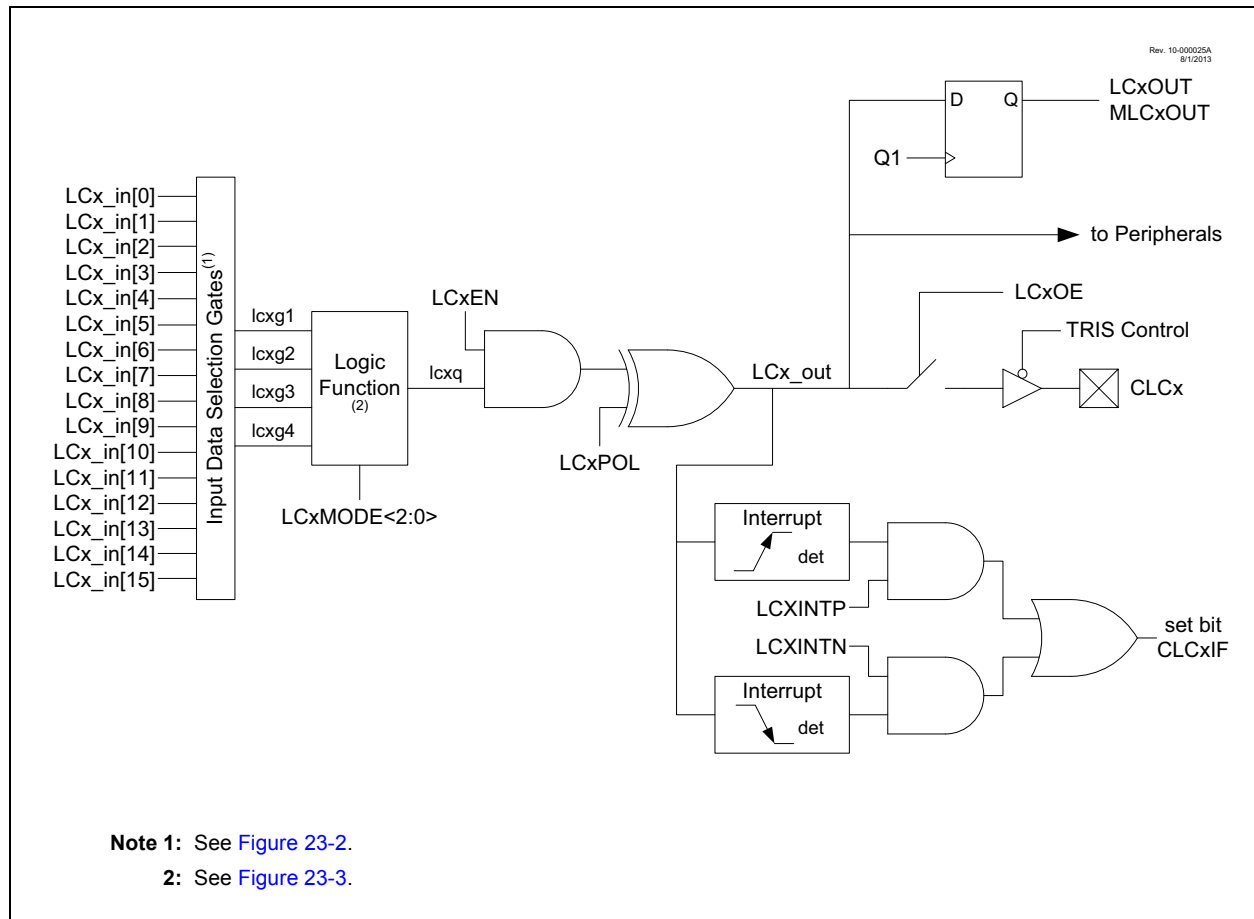 Rev. 10-000025A
8/1/2013
LCxOUT
MLCxOUT
D
Q
Q1
to Peripherals
LCx_in[0]
LCx_in[1]
LCx_in[2]
LCx_in[3]
LCx_in[4]
LCx_in[5]
LCx_in[6]
LCx_in[7]
LCx_in[8]
LCx_in[9]
LCx_in[10]
LCx_in[11]
LCx_in[12]
LCx_in[13]
LCx_in[14]
LCx_in[15]
Input Data Selection Gates(1)
lcxg1
lcxg2
lcxg3
lcxg4
Logic
Function
(2)
LCxMODE<2:0>
lcxq
LCxEN
LCxPOL
LCx_out
LCxOE
TRIS Control
CLCx
Interrupt
det
LCXINTP
LCXINTN
Interrupt
det
set bit
CLCxIF
Note 1: See Figure 23-2.
2: See Figure 23-3.